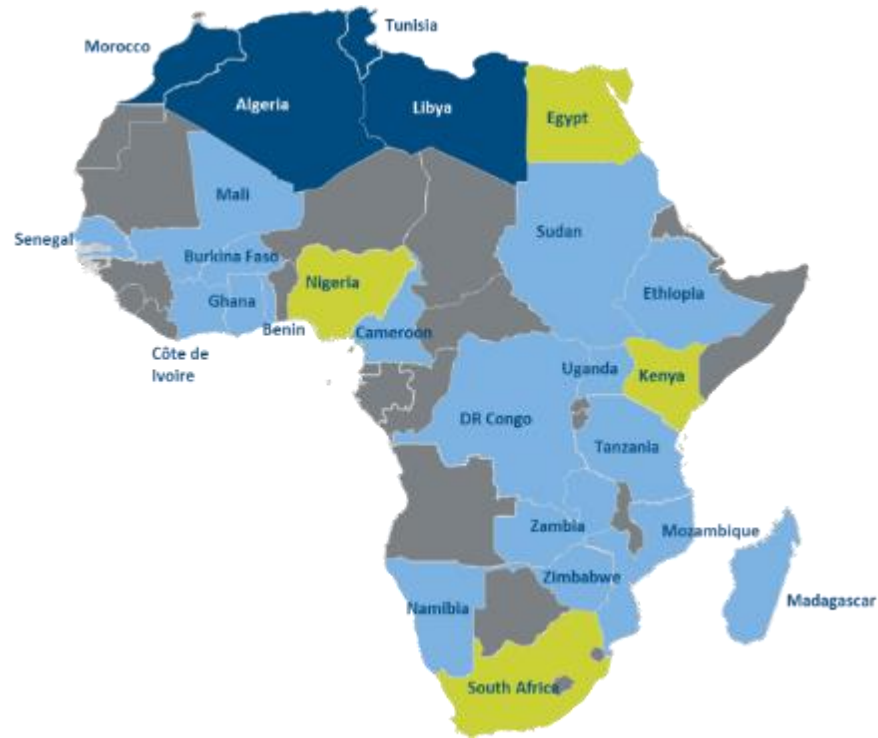 Tunisia
Morocco
Algeria
Libya
Egypt
Mali
Senegal
Sudan
Burkina Faso
Nigeria
Ethiopia
Ghana
Benin
Cameroon
Côte de
Ivoire
Uganda
Kenya
DR Congo
Tanzania
Zambia
Mozambique
Zimbabwe
Madagascar
Namibia
South Africa